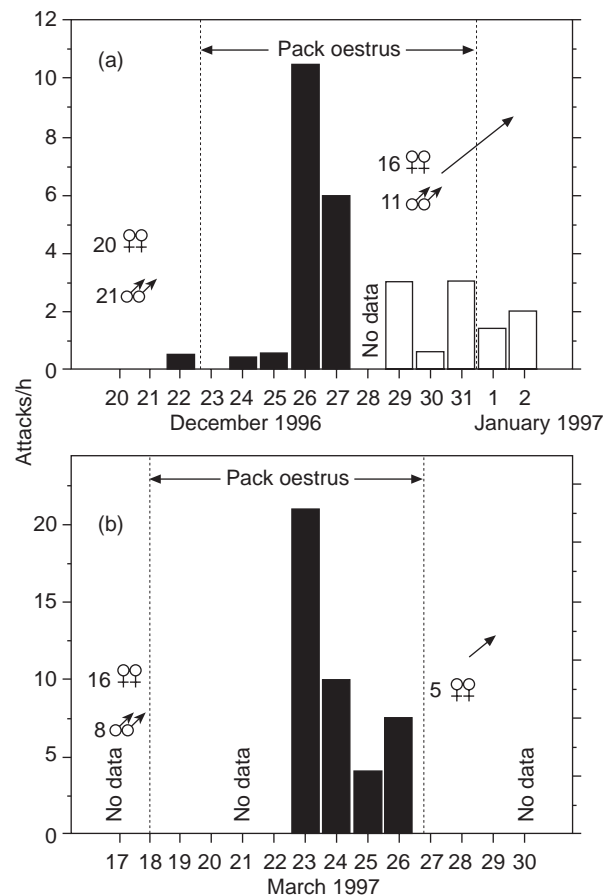 12
10
8
6
4
2
0
(a)
Pack oestrus
20 ♀♀
21 ♂♂
16 ♀♀
11 ♂♂
No data
20 21 22 23 24 25 26 27 28 29 30 31 1 2
December 1996 January 1997
Attacks/h
20
15
10
5
0
(b)
Pack oestrus
16 ♀♀
8 ♂♂
5 ♀♀
No data
No data
No data
17 18 19 20 21 22 23 24 25 26 27 28 29 30
March 1997